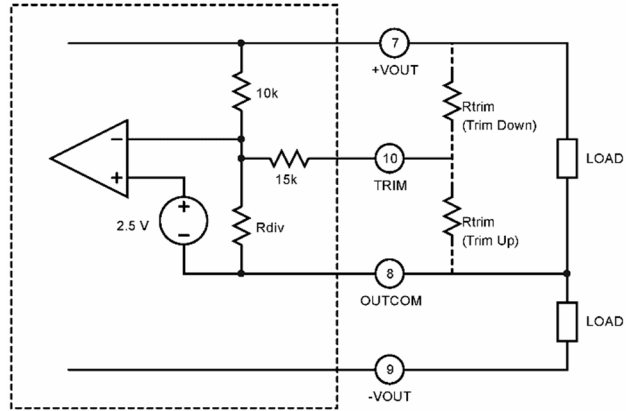 7
+VOUT
10k
Rtrim
(Trim Down)
LOAD
−
+
15k
10
TRIM
2.5 V
+
−
Rdiv
Rtrim
(Trim Up)
8
OUTCOM
LOAD
9
-VOUT